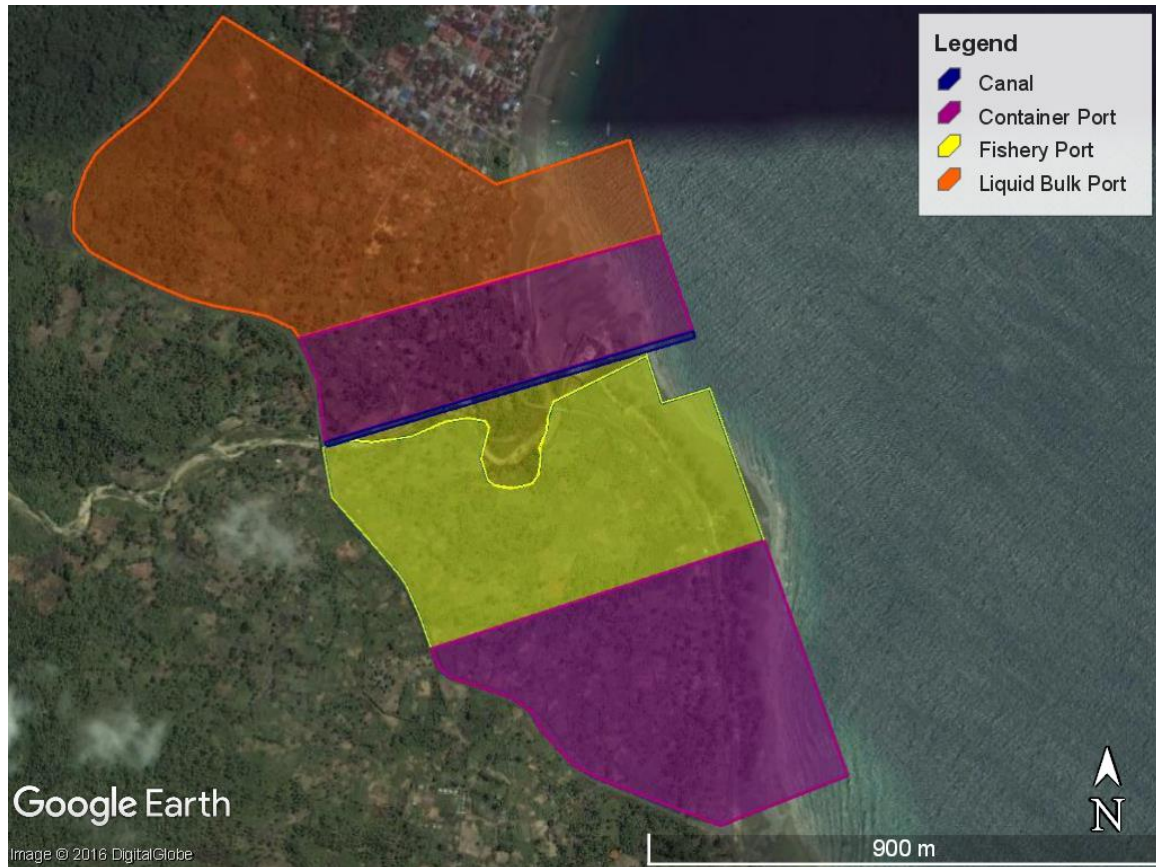 Legend
Canal
Container Port
Fishery Port
Liquid Bulk Port
N
Google Earth
900 m
Image © 2016 DigitalGlobe